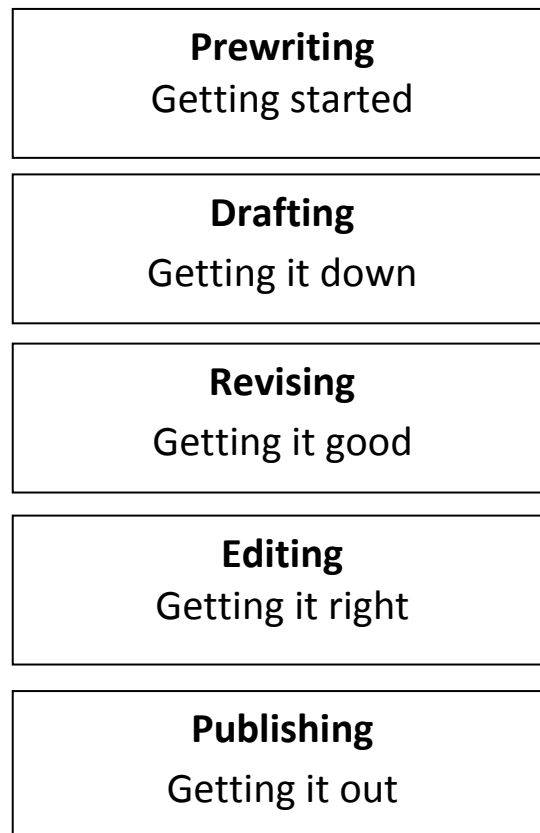 Prewriting
Getting started
Drafting
Getting it down
Revising
Getting it good
Editing
Getting it right
Publishing
Getting it out